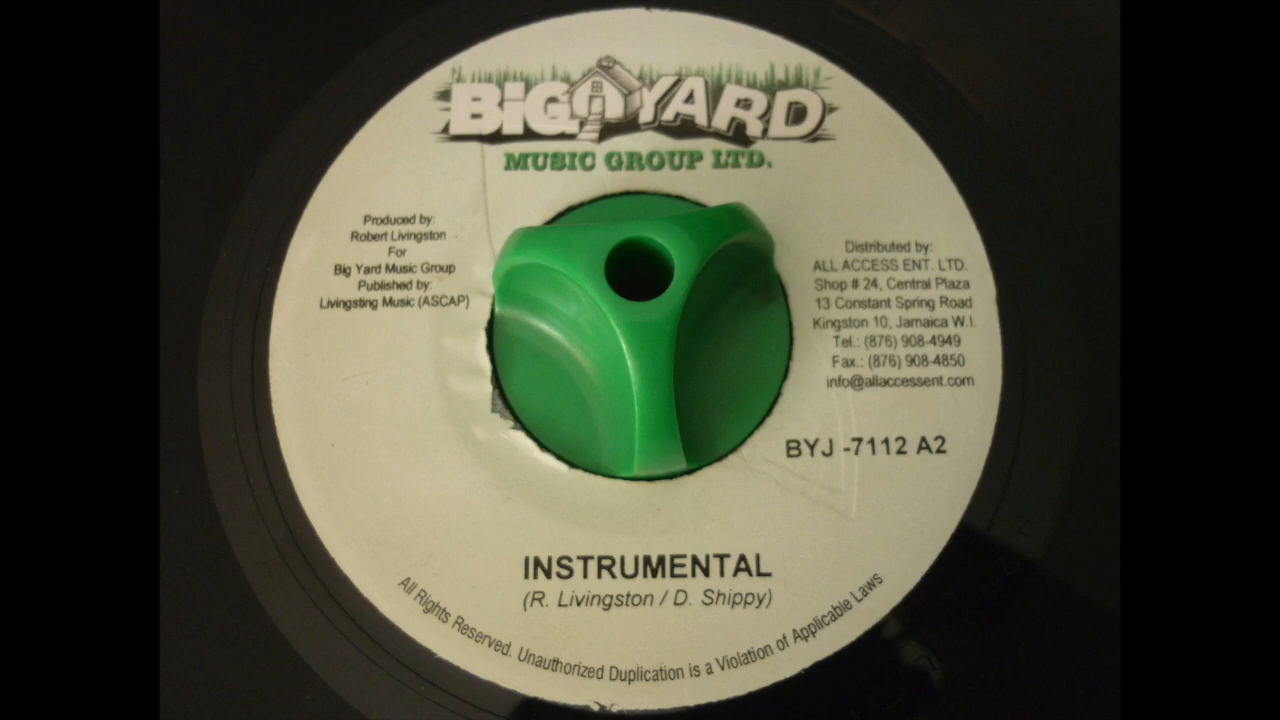 BiG YARD
MUSIC GROUP LTD.
Produced by:
Robert Livingston
For
Big Yard Music Group
Published by:
Livingsting Music (ASCAP)
Distributed by:
ALL ACCESS ENT. LTD.
Shop # 24, Central Plaza
13 Constant Spring Road
Kingston 10, Jamaica W.I.
Tel.: (876) 908-4949
Fax.: (876) 908-4850
info@allaccessent.com
BYJ -7112 A2
INSTRUMENTAL
(R. Livingston / D. Shippy)
All Rights Reserved. Unauthorized Duplication is a Violation of Applicable Laws